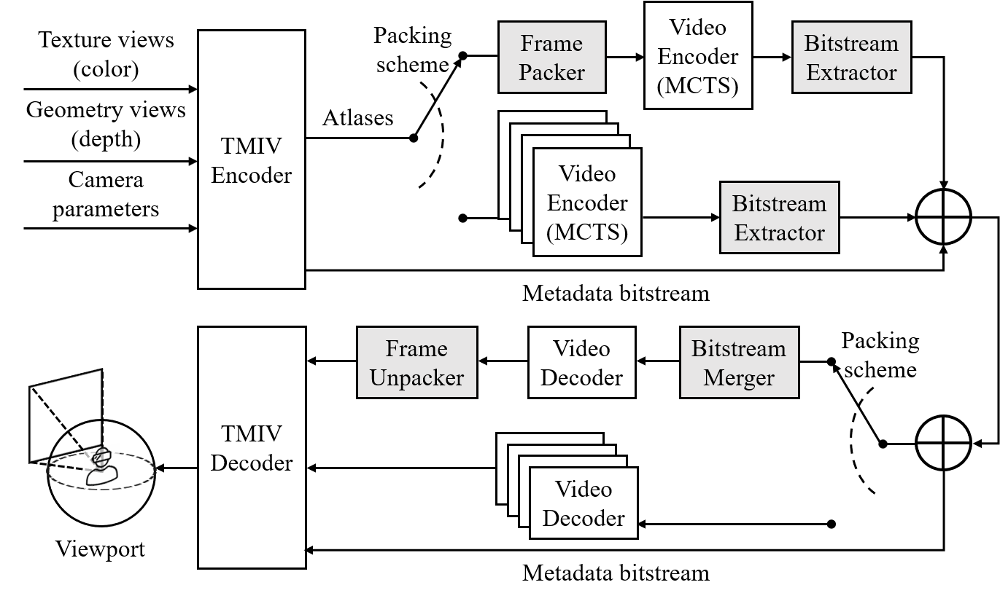 Texture views
(color)
Geometry views
(depth)
Camera
parameters
TMIV
Encoder
Atlases
Packing
scheme
Frame
Packer
Video
Encoder
(MCTS)
Bitstream
Extractor
Video
Encoder
(MCTS)
Bitstream
Extractor
Metadata bitstream
Packing
scheme
Bitstream
Merger
Video
Decoder
Frame
Unpacker
Video
Decoder
TMIV
Decoder
Viewport
Metadata bitstream